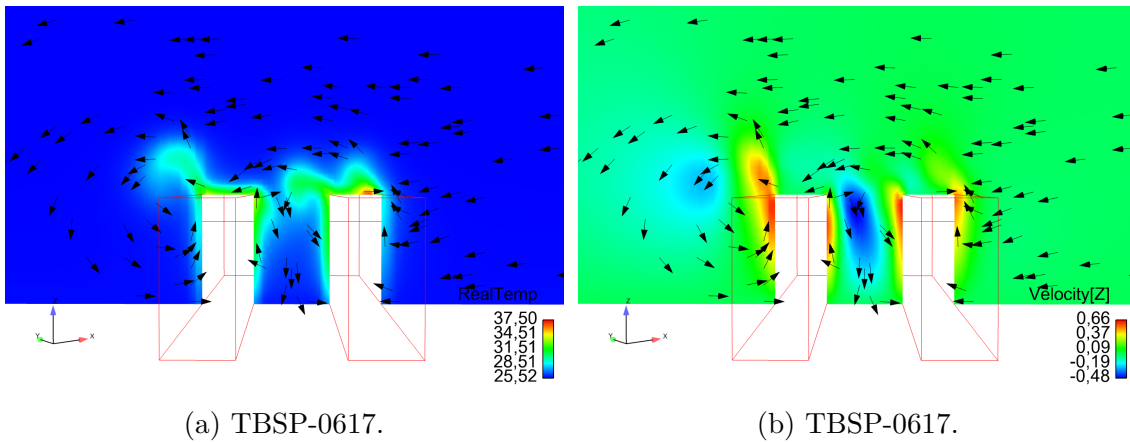 RealTemp
37,50
34,51
31,51
28,51
25,52
Z
Y
X
(a) TBSP-0617.
Velocity[Z]
0,66
0,37
0,09
-0,19
-0,48
Z
Y
X
(b) TBSP-0617.